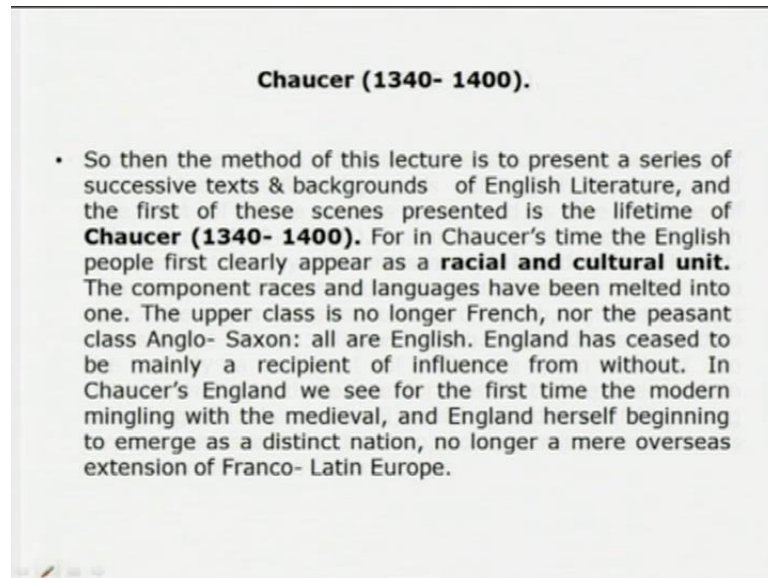 Chaucer (1340- 1400).
• So then the method of this lecture is to present a series of
successive texts & backgrounds of English Literature, and
the first of these scenes presented is the lifetime of
Chaucer (1340- 1400). For in Chaucer's time the English
people first clearly appear as a racial and cultural unit.
The component races and languages have been melted into
one. The upper class is no longer French, nor the peasant
class Anglo- Saxon: all are English. England has ceased to
be mainly a recipient of influence from without. In
Chaucer's England we see for the first time the modern
mingling with the medieval, and England herself beginning
to emerge as a distinct nation, no longer a mere overseas
extension of Franco- Latin Europe.